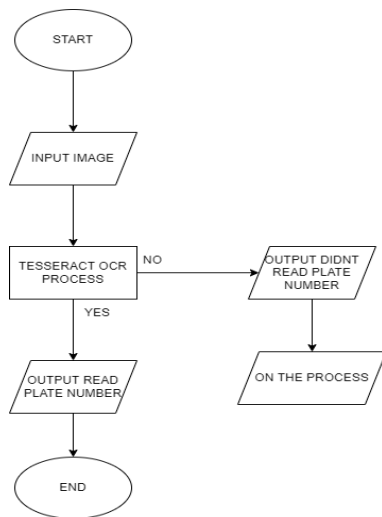 START
INPUT IMAGE
TESSERACT OCR
PROCESS
NO
OUTPUT DIDNT
READ PLATE
NUMBER
YES
OUTPUT READ
PLATE NUMBER
ON THE PROCESS
END